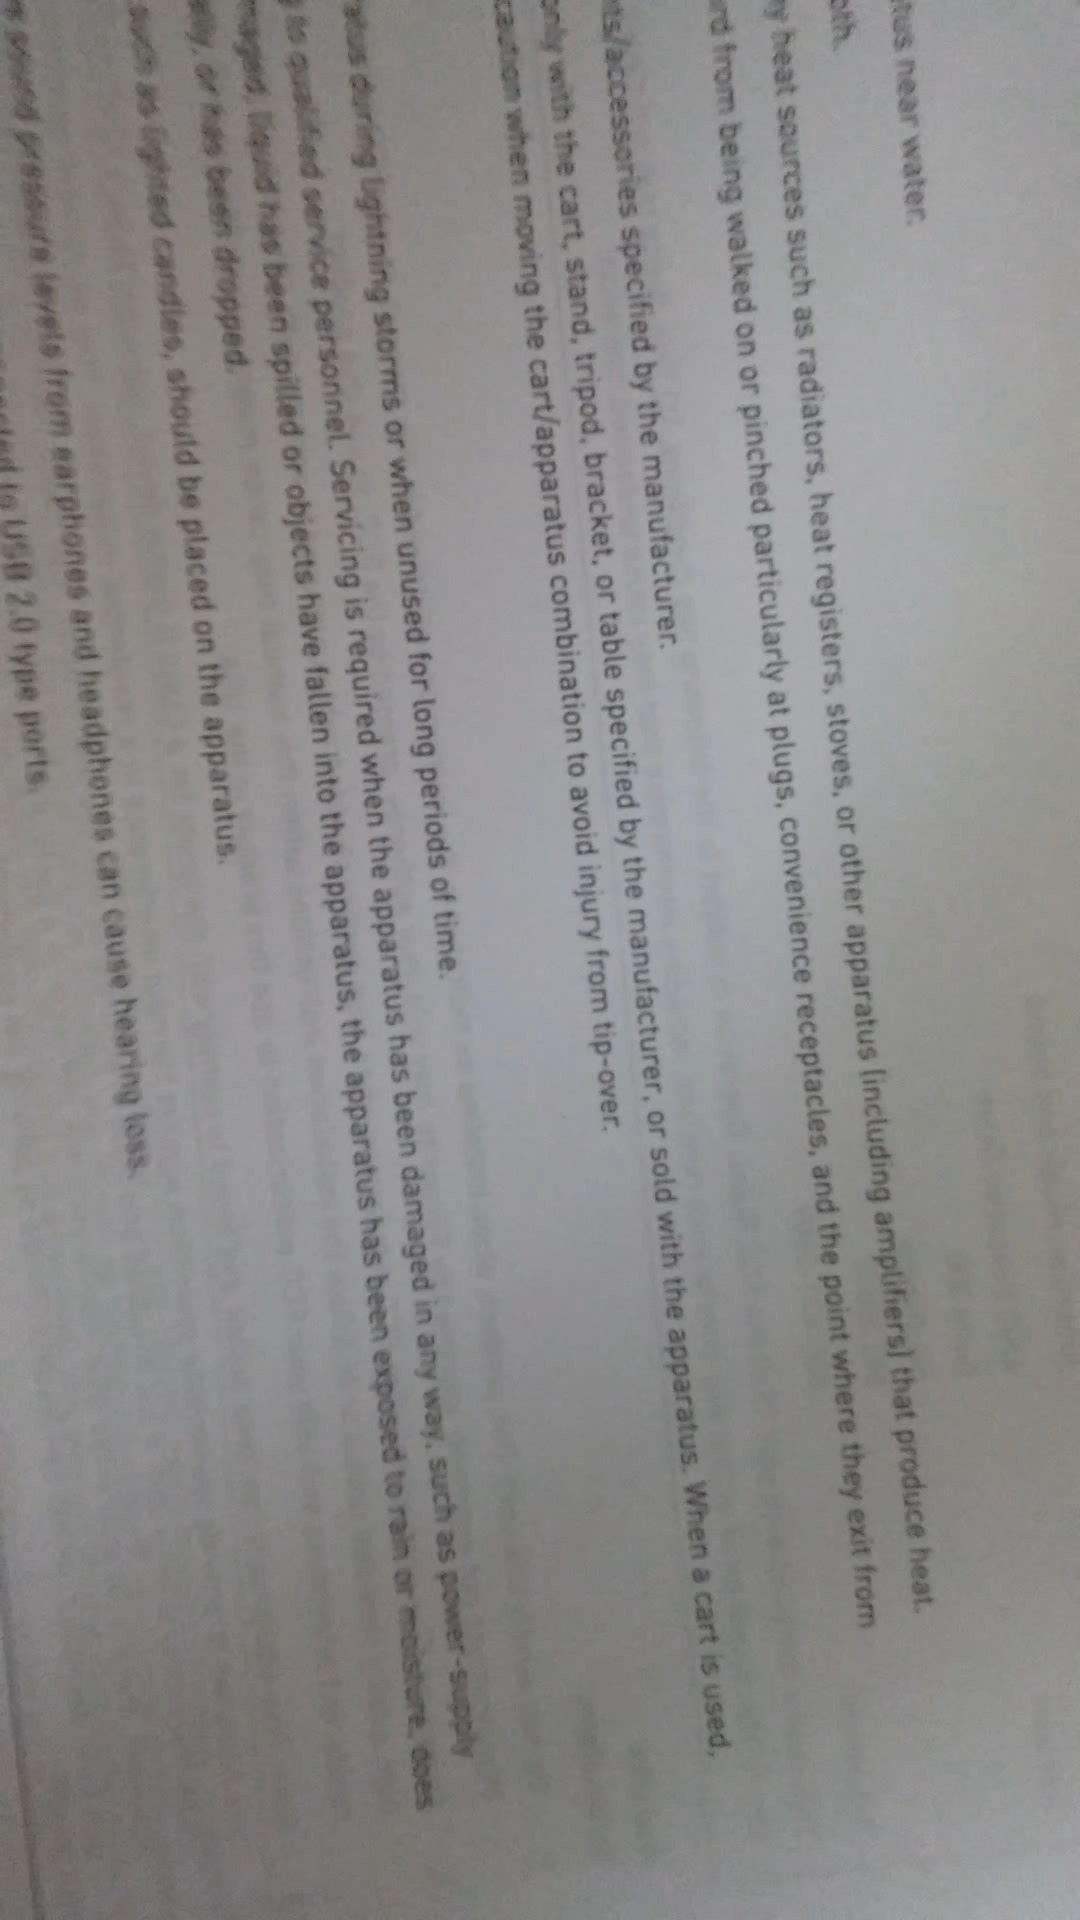 near water.
heat sources such as radiators, heat registers, stoves, or other apparatus (including amplifiers) that produce heat.
from being walked on or pinched particularly at plugs, convenience receptacles, and the point where they exit from
/accessories specified by the manufacturer.
only with the cart, stand, tripod, bracket, or table specified by the manufacturer, or sold with the apparatus. When a cart is used,
caution when moving the cart/apparatus combination to avoid injury from tip-over.
during lightning storms or when unused for long periods of time.
to qualified service personnel. Servicing is required when the apparatus has been damaged in any way, such as power-supply
liquid has been spilled or objects have fallen into the apparatus, the apparatus has been exposed to rain or moisture, does
or has been dropped.
such as lighted candles, should be placed on the apparatus.
sound pressure levels from earphones and headphones can cause hearing loss.
to USB 2.0 type ports.